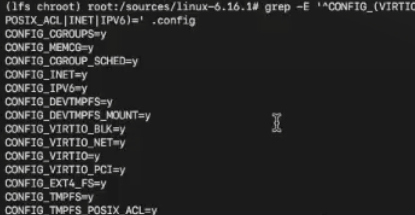 (lfs chroot) root:/sources/linux-6.16.1# grep -E '^CONFIG_(VIRTIO
POSIX_ACL|INET|IPV6)=' .config
CONFIG_CGROUPS=y
CONFIG_MEMCG=y
CONFIG_CGROUP_SCHED=y
CONFIG_INET=y
CONFIG_IPV6=y
CONFIG_DEVTMPFS=y
CONFIG_DEVTMPFS_MOUNT=y
CONFIG_VIRTIO_BLK=y
CONFIG_VIRTIO_NET=y
CONFIG_VIRTIO=y
CONFIG_VIRTIO_PCI=y
CONFIG_EXT4_FS=y
CONFIG_TMPFS=y
CONFIG_TMPFS_POSIX_ACL=y